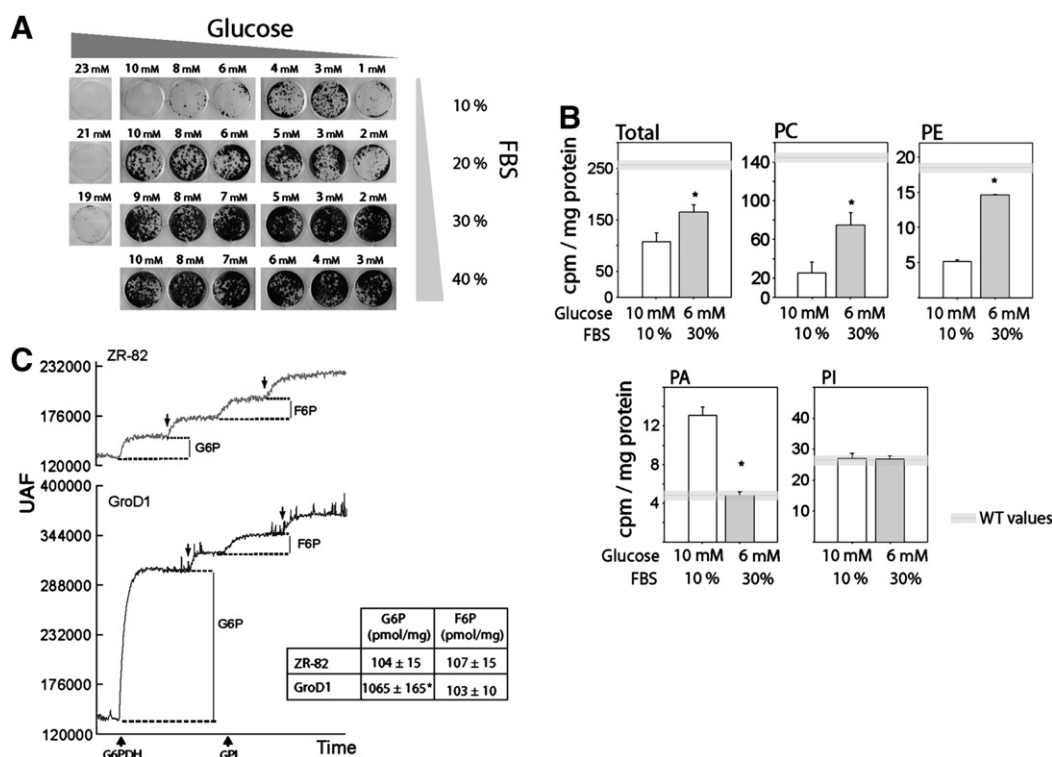 A
Glucose
23 mM 10 mM 8 mM 6 mM 4 mM 3 mM 1 mM
10 %
21 mM 10 mM 8 mM 6 mM 5 mM 3 mM 2 mM
20 %
19 mM 9 mM 8 mM 7 mM 5 mM 3 mM 2 mM
30 %
10 mM 8 mM 7 mM 6 mM 4 mM 3 mM
40 %
FBS
B
Total PC PE
cpm / mg protein
250
150
50
0
140
120
100
80
60
40
20
0
20
15
10
5
10 mM 6 mM 10 mM 6 mM 10 mM 6 mM
Glucose
FBS 10 % 30% 10 % 30% 10 % 30%
* * *
PA PI
cpm / mg protein
12
8
4
40
30
20
10
*
WT values
Glucose 10 mM 6 mM 10 mM 6 mM
FBS 10 % 30% 10 % 30%
C
ZR-82
232000
176000
120000
G6P
F6P
UAF
GroD1
400000
344000
288000
232000
176000
120000
G6P
F6P
G6PDH GPI Time
G6P (pmol/mg) F6P (pmol/mg)
ZR-82 104 ± 15 107 ± 15
GroD1 1065 ± 165* 103 ± 10